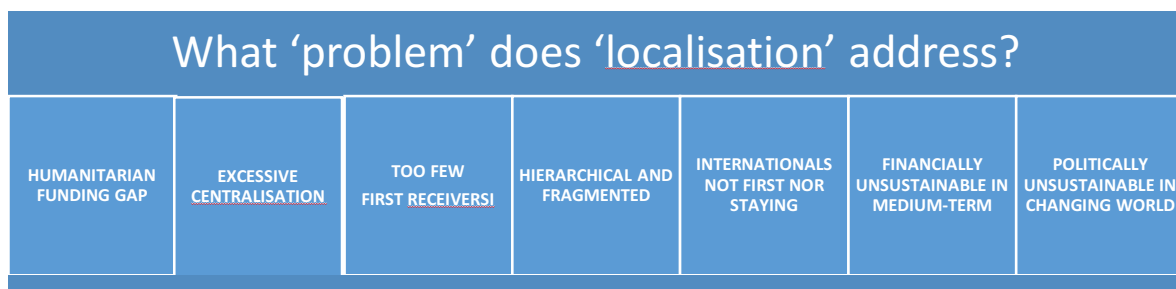 What ‘problem’ does ‘localisation’ address?
HUMANITARIAN
FUNDING GAP
EXCESSIVE
CENTRALISATION
TOO FEW
FIRST RECEIVERSI
HIERARCHICAL AND
FRAGMENTED
INTERNATIONALS
NOT FIRST NOR
STAYING
FINANCIALLY
UNSUSTAINABLE IN
MEDIUM-TERM
POLITICALLY
UNSUSTAINABLE IN
CHANGING WORLD